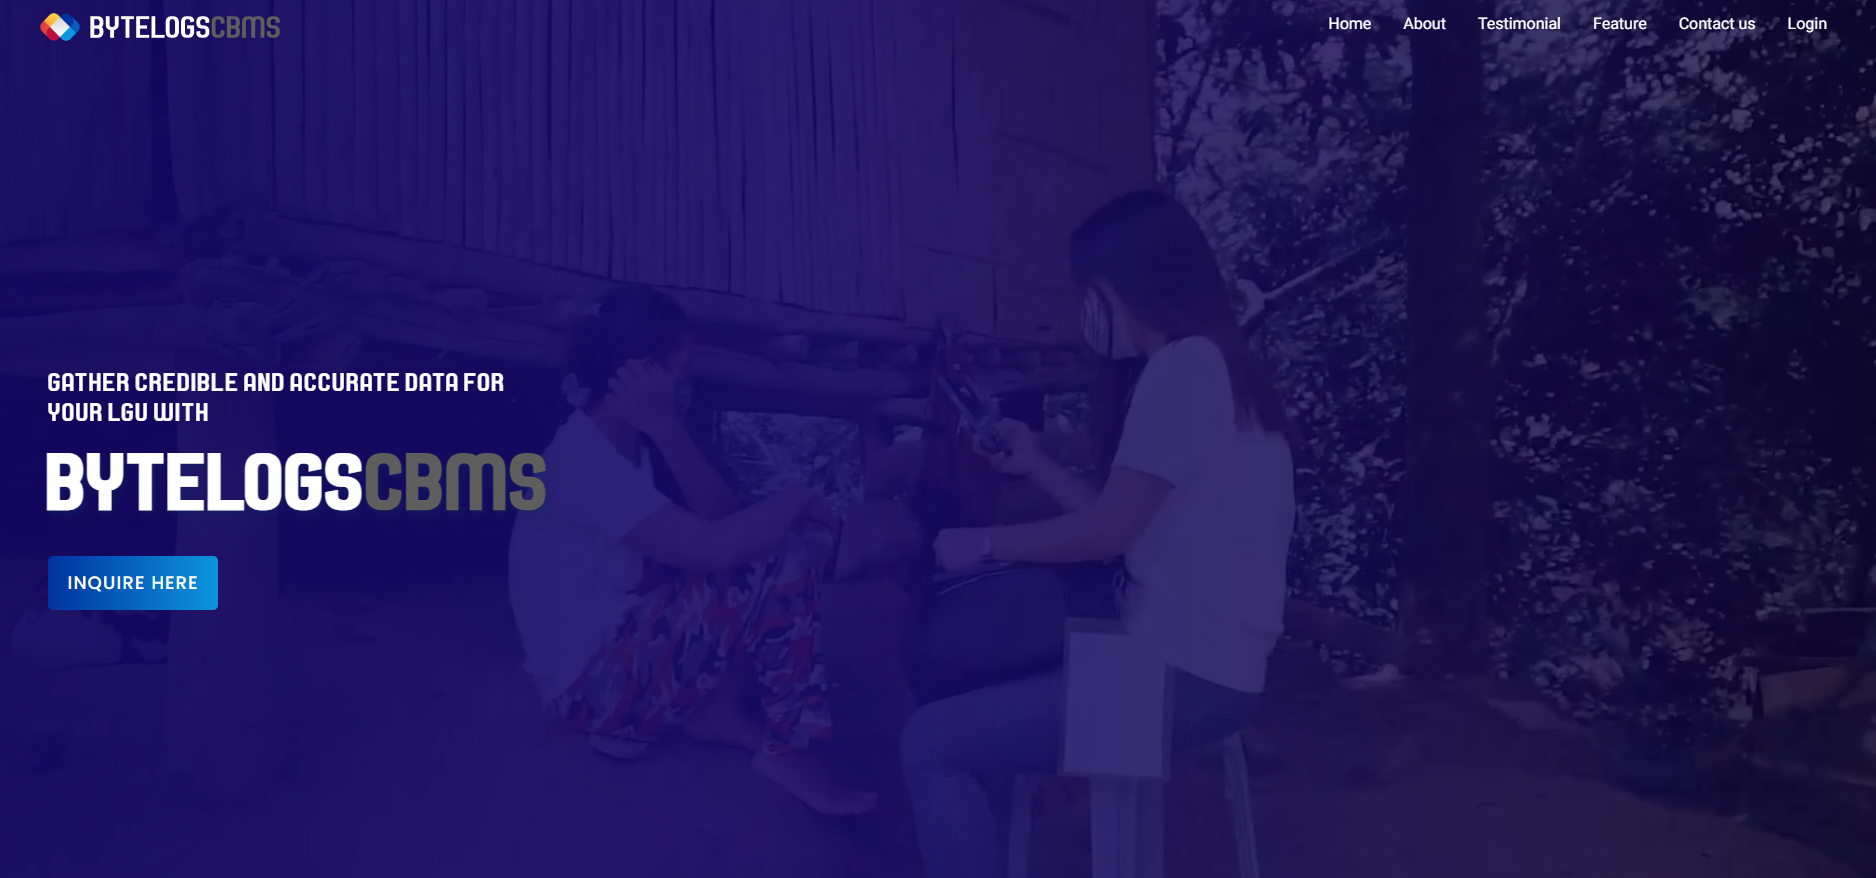 BYTELOGSCBMS
Home About Testimonial Feature Contact us Login
GATHER CREDIBLE AND ACCURATE DATA FOR
YOUR LGU WITH
BYTELOGSCBMS
INQUIRE HERE